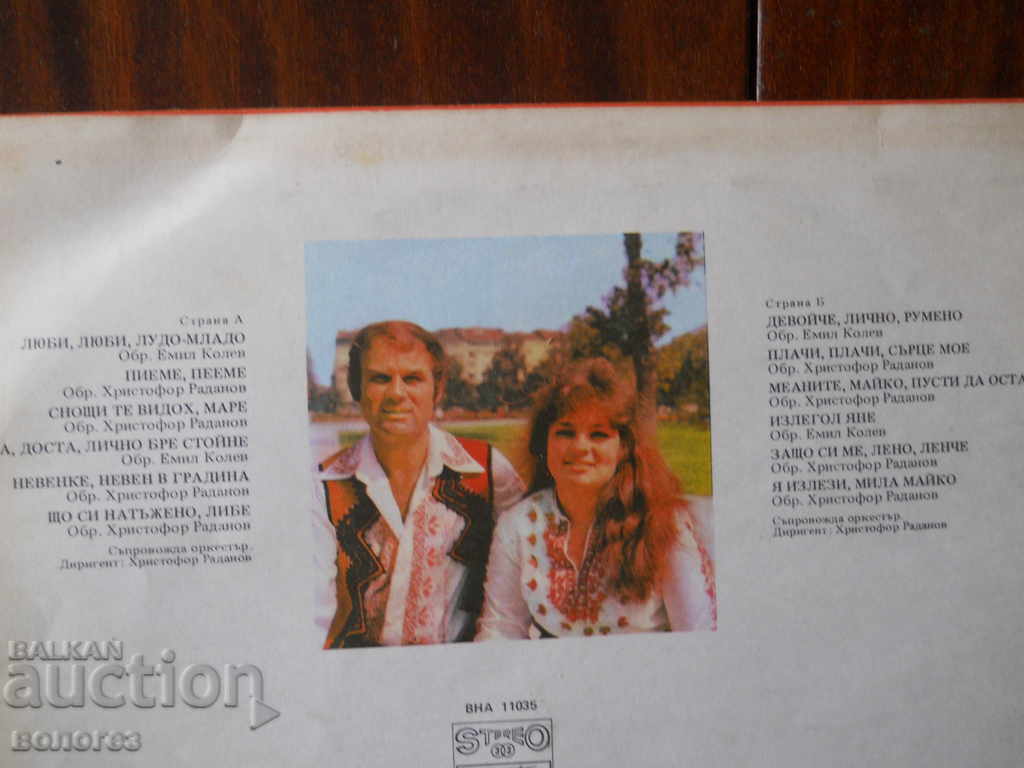 Страна А
ЛЮБИ, ЛЮБИ, ЛУДО-МЛАДО
Обр. Емил Колев
ПИЕМЕ, ПЕЕМЕ
Обр. Христофор Раданов
СНОЩИ ТЕ ВИДОХ, МАРЕ
Обр. Христофор Раданов
А, ДОСТА, ЛИЧНО БРЕ СТОЙНЕ
Обр. Емил Колев
НЕВЕНКЕ, НЕВЕН В ГРАДИНА
Обр. Христофор Раданов
ЩО СИ НАТЪЖЕНО, ЛИБЕ
Обр. Христофор Раданов
Съпровожда оркестър.
Диригент: Христофор Раданов
Страна Б
ДЕВОЙЧЕ, ЛИЧНО, РУМЕНО
Обр. Емил Колев
ПЛАЧИ, ПЛАЧИ, СЪРЦЕ МОЕ
Обр. Христофор Раданов
МЕАНИТЕ, МАЙКО, ПУСТИ ДА ОСТА
Обр. Христофор Раданов
ИЗЛЕГОЛ ЯНЕ
Обр. Емил Колев
ЗАЩО СИ МЕ, ЛЕНО, ЛЕНЧЕ
Обр. Христофор Раданов
Я ИЗЛЕЗИ, МИЛА МАЙКО
Обр. Христофор Раданов
Съпровожда оркестър.
Диригент: Христофор Раданов
ВНА 11035
STEREO
33
BALKAN
auction
Bonore3